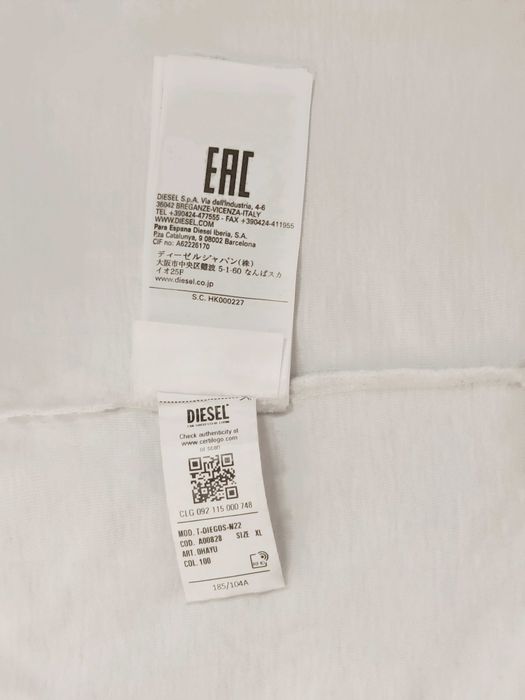 EAC
DIESEL S.p.A. Via dell'Industria, 4-6
36042 BREGANZE-VICENZA-ITALY
TEL +390424-477555 - FAX +390424-411955
WWW.DIESEL.COM
Para Espana Diesel Iberia, S.A.
Pza Catalunya, 9 08002 Barcelona
CIF no: A62226170
ディーゼルジャパン(株)
大阪市中央区難波 5-1-60 なんばスカ
イオ25F
www.diesel.co.jp
S.C. HK000227
DIESEL
FOR SUCCESSFUL LIVING
Check authenticity at
www.certilogo.com
or scan
CLG 092 115 000 748
MOD. T-DIEGOS-N22
COD. A00828 SIZE XL
ART. 0HAYU
COL. 100
185/104A